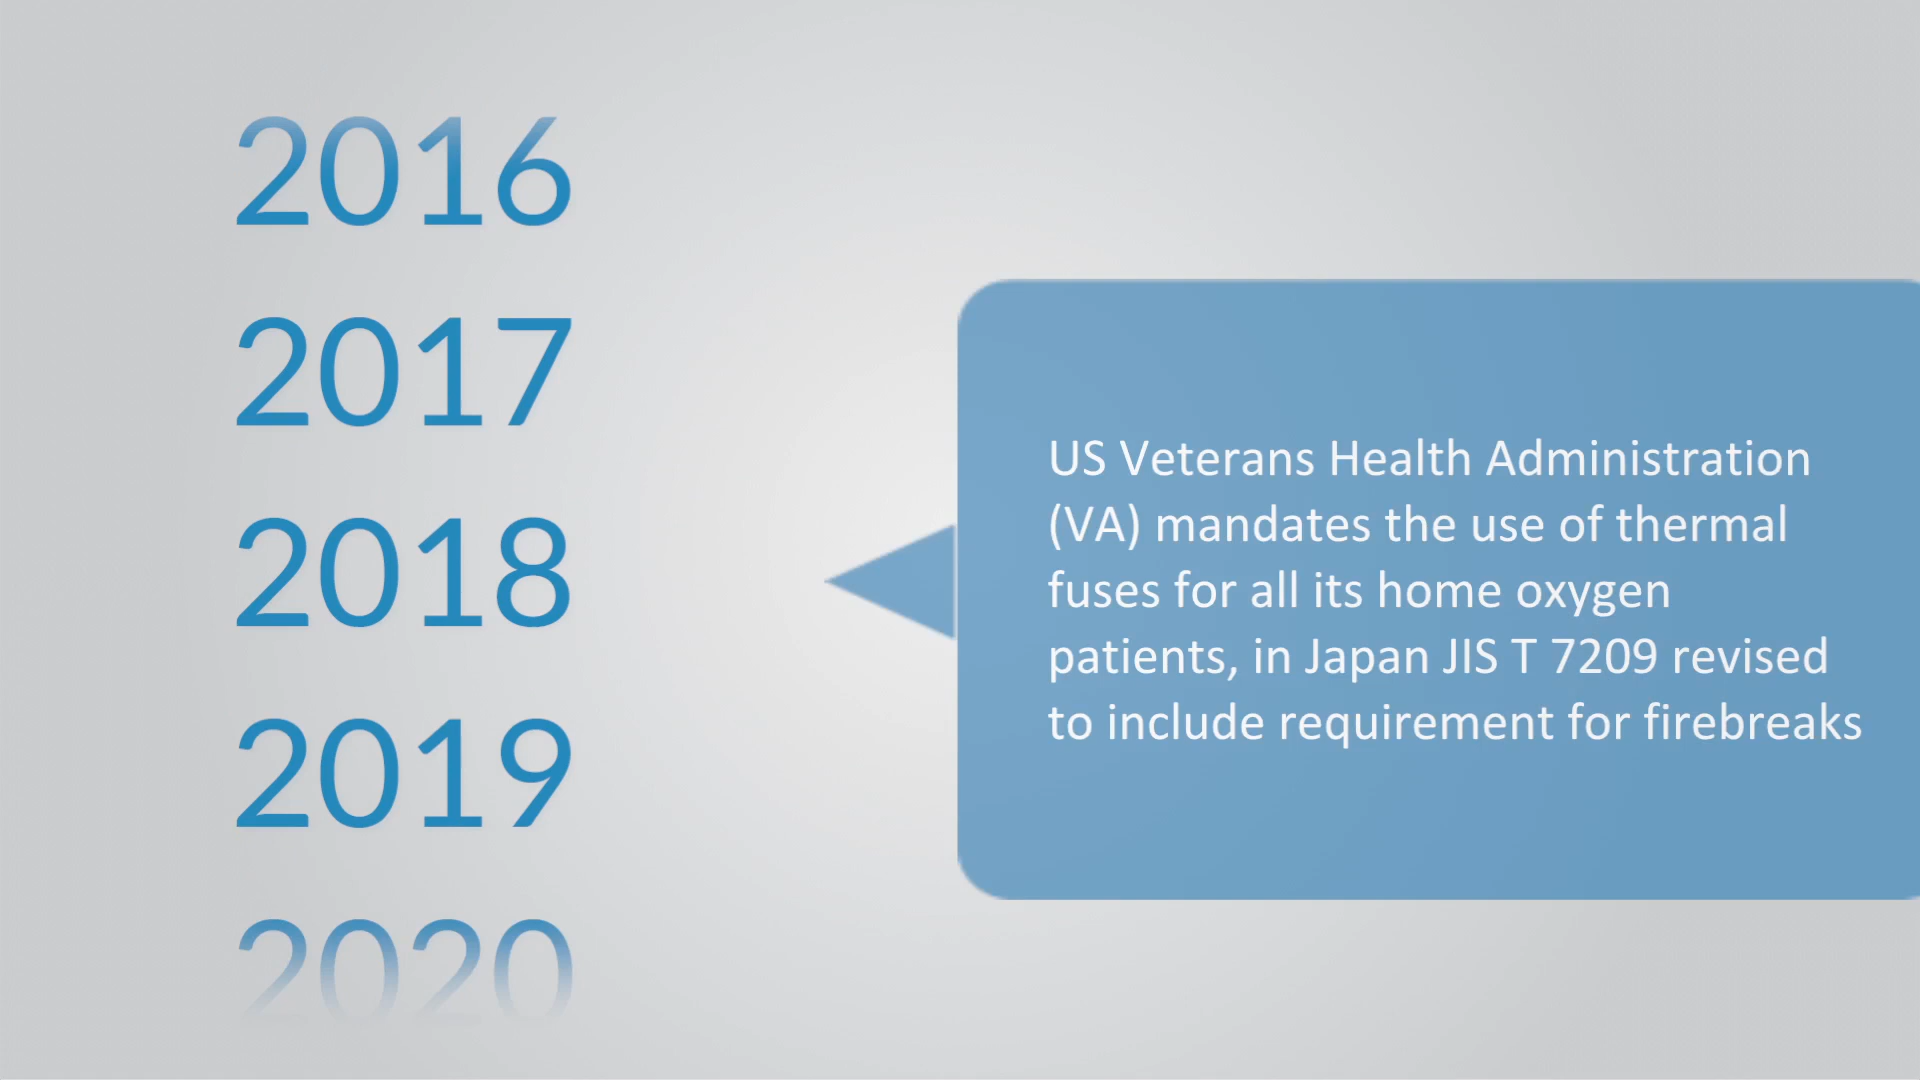 2016
2017
2018
2019
2020
US Veterans Health Administration
(VA) mandates the use of thermal
fuses for all its home oxygen
patients, in Japan JIS T 7209 revised
to include requirement for firebreaks